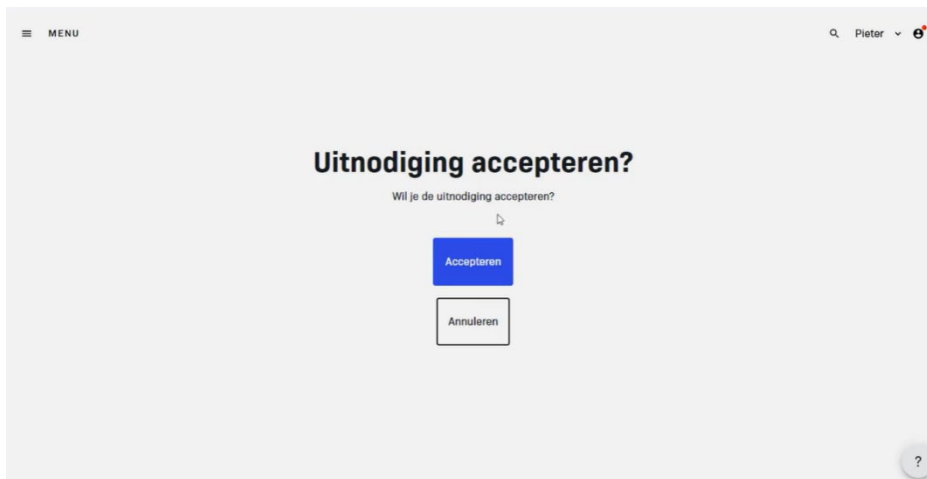 MENU
Pieter
Uitnodiging accepteren?
Wil je de uitnodiging accepteren?
Accepteren
Annuleren
?